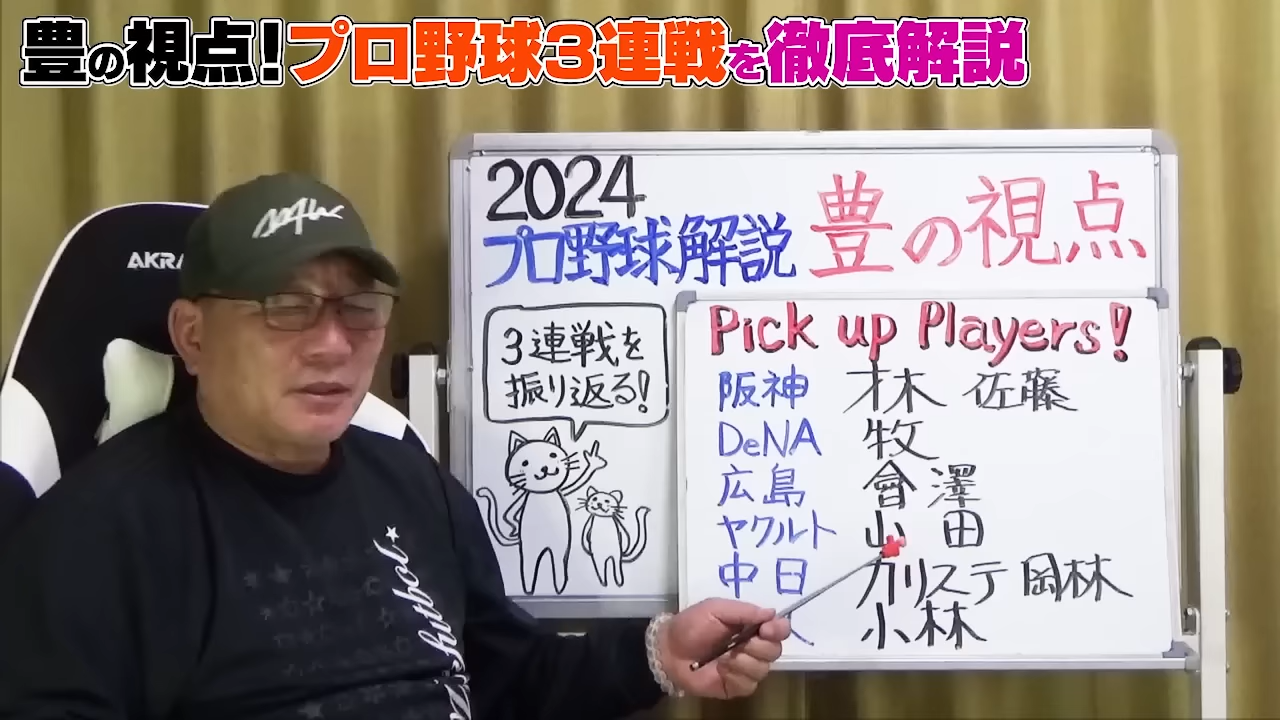 豊の視点!プロ野球3連戦を徹底解説
2024
プロ野球解説 豊の視点
AKRA
3連戦を
振り返る!
Pick up Players!
阪神 才木 佐藤
DeNA 牧
広島 會澤
ヤクルト 山田
中日 カリステ 岡林
小林